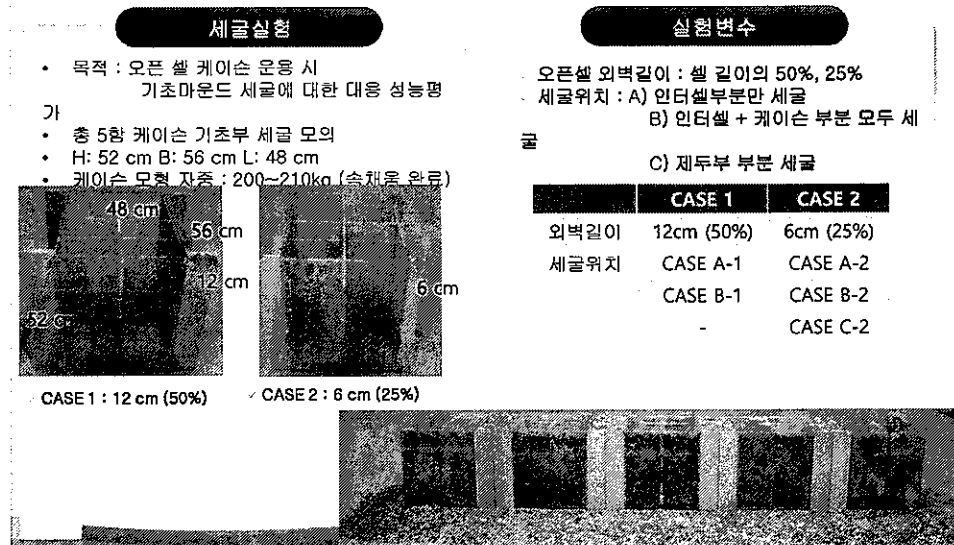 세굴실험
• 목적 : 오픈 셀 케이슨 운용 시
기초마운드 세굴에 대한 대응 성능평
가
• 총 5함 케이슨 기초부 세굴 모의
• H: 52 cm B: 56 cm L: 48 cm
• 케이슨 모형 자중 : 200~210kg (속채움 완료)
48 cm
56 cm
12 cm
52 c
6 cm
CASE 1 : 12 cm (50%)
✓ CASE 2 : 6 cm (25%)
실험변수
오픈셀 외벽길이 : 셀 길이의 50%, 25%
세굴위치 : A) 인터셀부분만 세굴
B) 인터셀 + 케이슨 부분 모두 세
굴
C) 제두부 부분 세굴
CASE 1 CASE 2
외벽길이 12cm (50%) 6cm (25%)
세굴위치 CASE A-1 CASE A-2
CASE B-1 CASE B-2
- CASE C-2